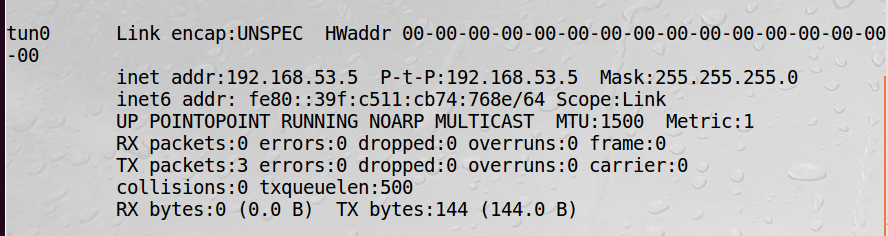 tun0 Link encap:UNSPEC HWaddr 00-00-00-00-00-00-00-00-00-00-00-00-00-00-00
-00
inet addr:192.168.53.5 P-t-P:192.168.53.5 Mask:255.255.255.0
inet6 addr: fe80::39f:c511:cb74:768e/64 Scope:Link
UP POINTOPOINT RUNNING NOARP MULTICAST MTU:1500 Metric:1
RX packets:0 errors:0 dropped:0 overruns:0 frame:0
TX packets:3 errors:0 dropped:0 overruns:0 carrier:0
collisions:0 txqueuelen:500
RX bytes:0 (0.0 B) TX bytes:144 (144.0 B)